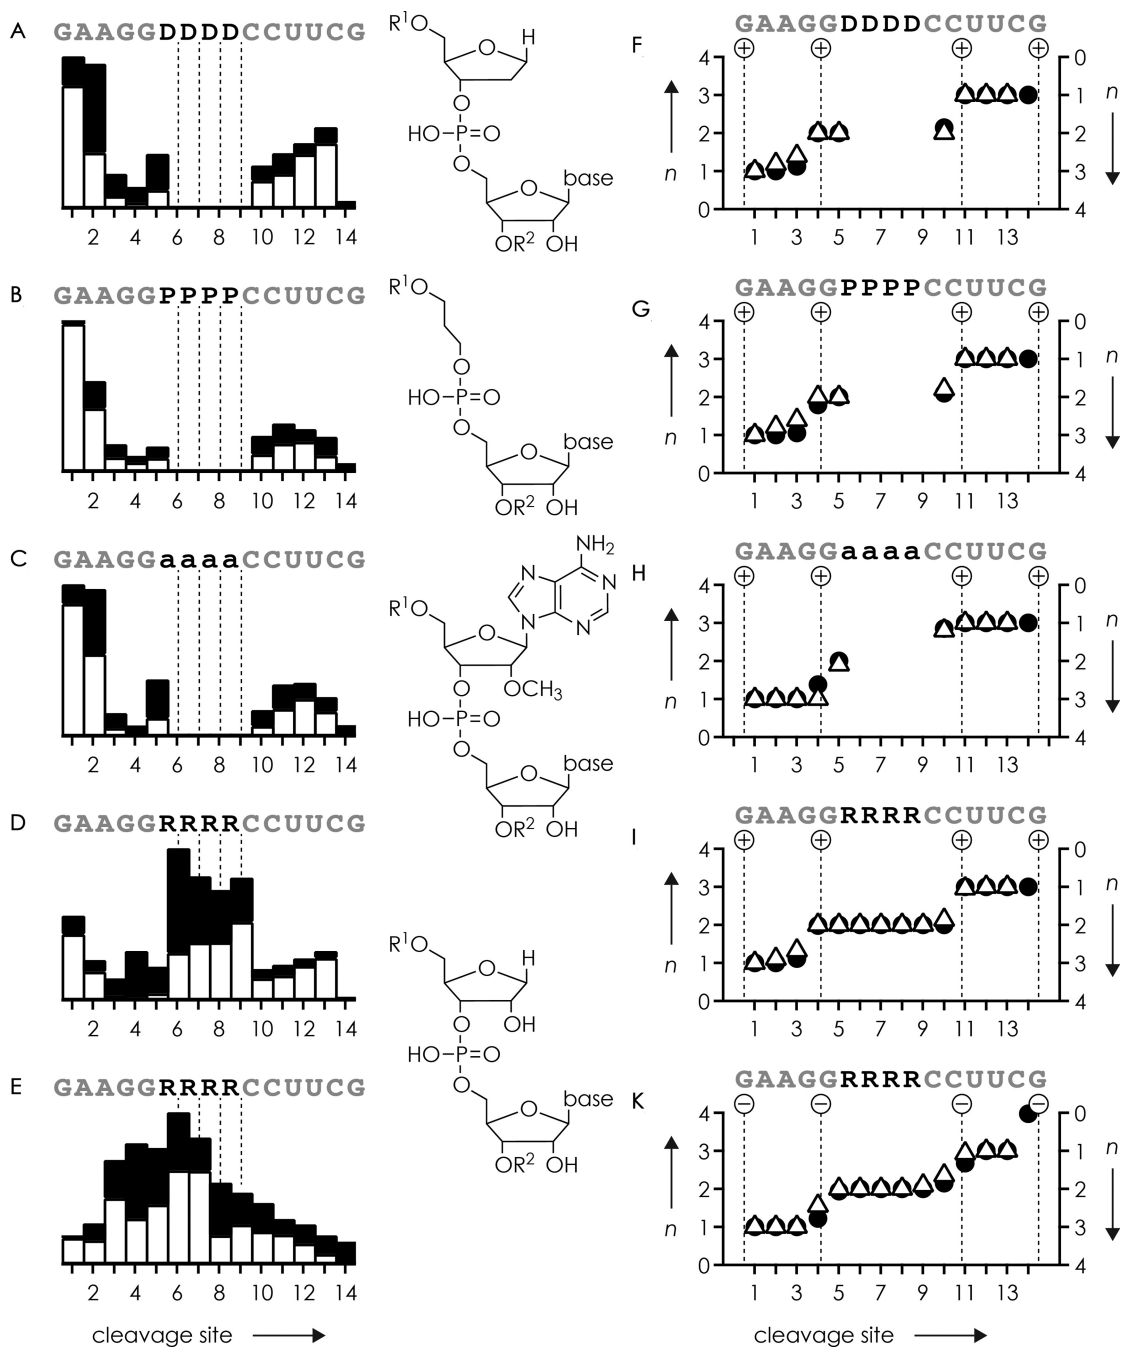 A
GAAGGDDDDCCUUCG
2 4 6 8 10 12 14
R¹O
O
H
O
HO-P=O
O
O
base
OR² OH
F
GAAGGDDDDCCUUCG
+ + + +
4 0
3 1
2 2
1 3
0 4
n
n
1 3 5 7 9 11 13
B
GAAGGPPPPCCUUCG
2 4 6 8 10 12 14
R¹O
O
HO-P=O
O
O
base
OR² OH
G
GAAGGPPPPCCUUCG
+ + + +
4 0
3 1
2 2
1 3
0 4
n
n
1 3 5 7 9 11 13
C
GAAGGaaaaCCUUCG
2 4 6 8 10 12 14
NH₂
N N
N N
R¹O
O
O OCH₃
HO-P=O
O
O
base
OR² OH
H
GAAGGaaaaCCUUCG
+ + + +
4 0
3 1
2 2
1 3
0 4
n
n
1 3 5 7 9 11 13
D
GAAGGRRRRCCUUCG
2 4 6 8 10 12 14
I
GAAGGRRRRCCUUCG
+ + + +
4 0
3 1
2 2
1 3
0 4
n
n
1 3 5 7 9 11 13
R¹O
O
H
O OH
HO-P=O
O
O
base
OR² OH
E
GAAGGRRRRCCUUCG
2 4 6 8 10 12 14
cleavage site
K
GAAGGRRRRCCUUCG
− − − −
4 0
3 1
2 2
1 3
0 4
n
n
1 3 5 7 9 11 13
cleavage site